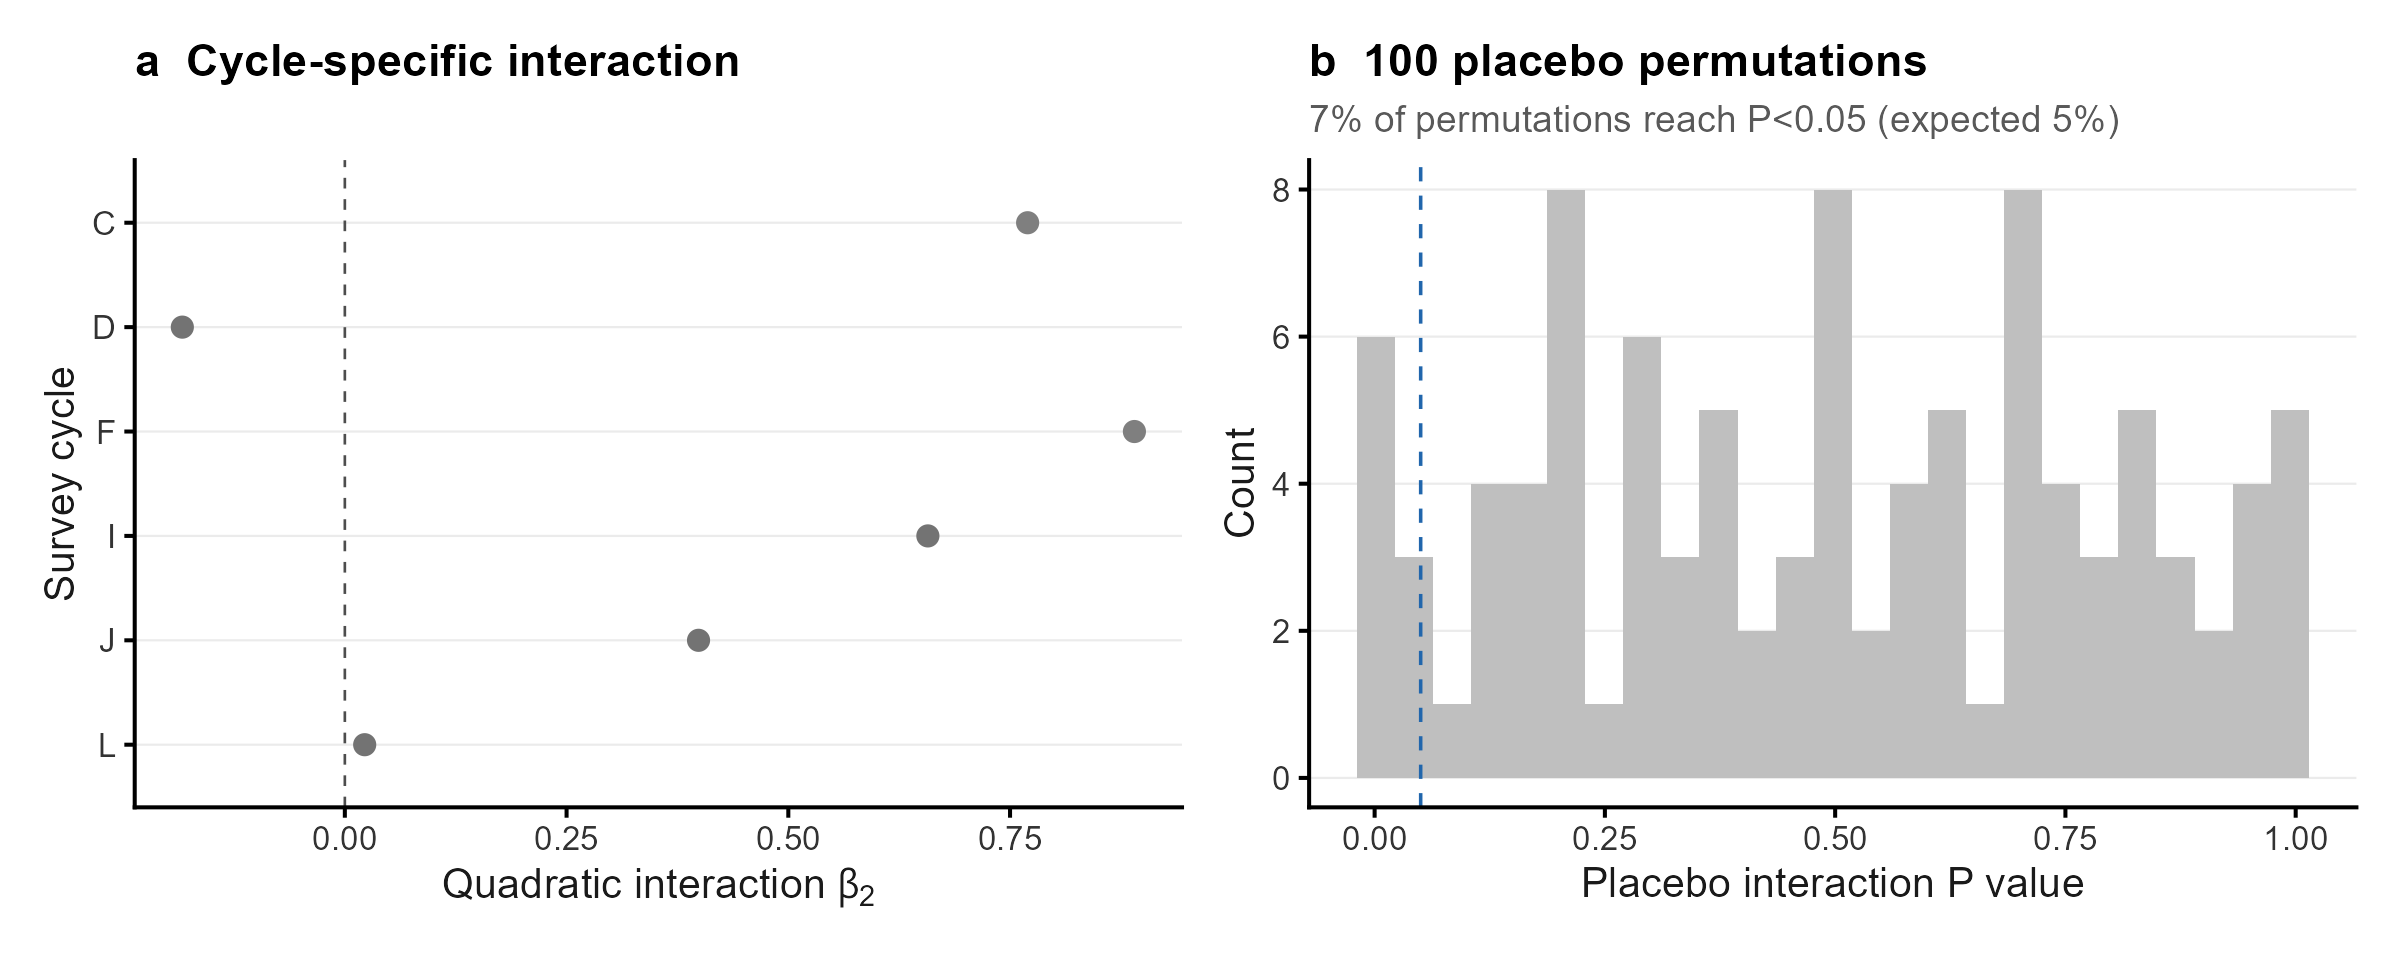 a Cycle-specific interaction
Survey cycle
C
D
F
I
J
L
0.00 0.25 0.50 0.75
Quadratic interaction β₂
b 100 placebo permutations
7% of permutations reach P<0.05 (expected 5%)
Count
8
6
4
2
0
0.00 0.25 0.50 0.75 1.00
Placebo interaction P value